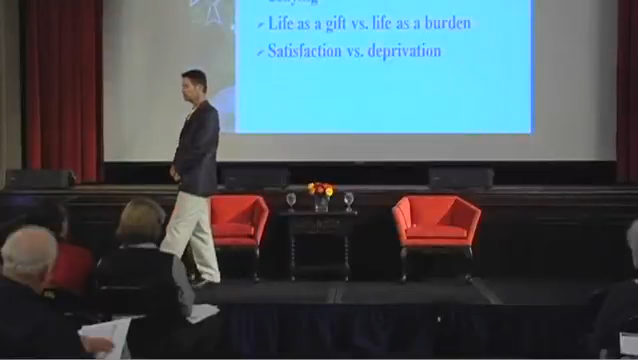 Life as a gift vs. life as a burden
Satisfaction vs. deprivation